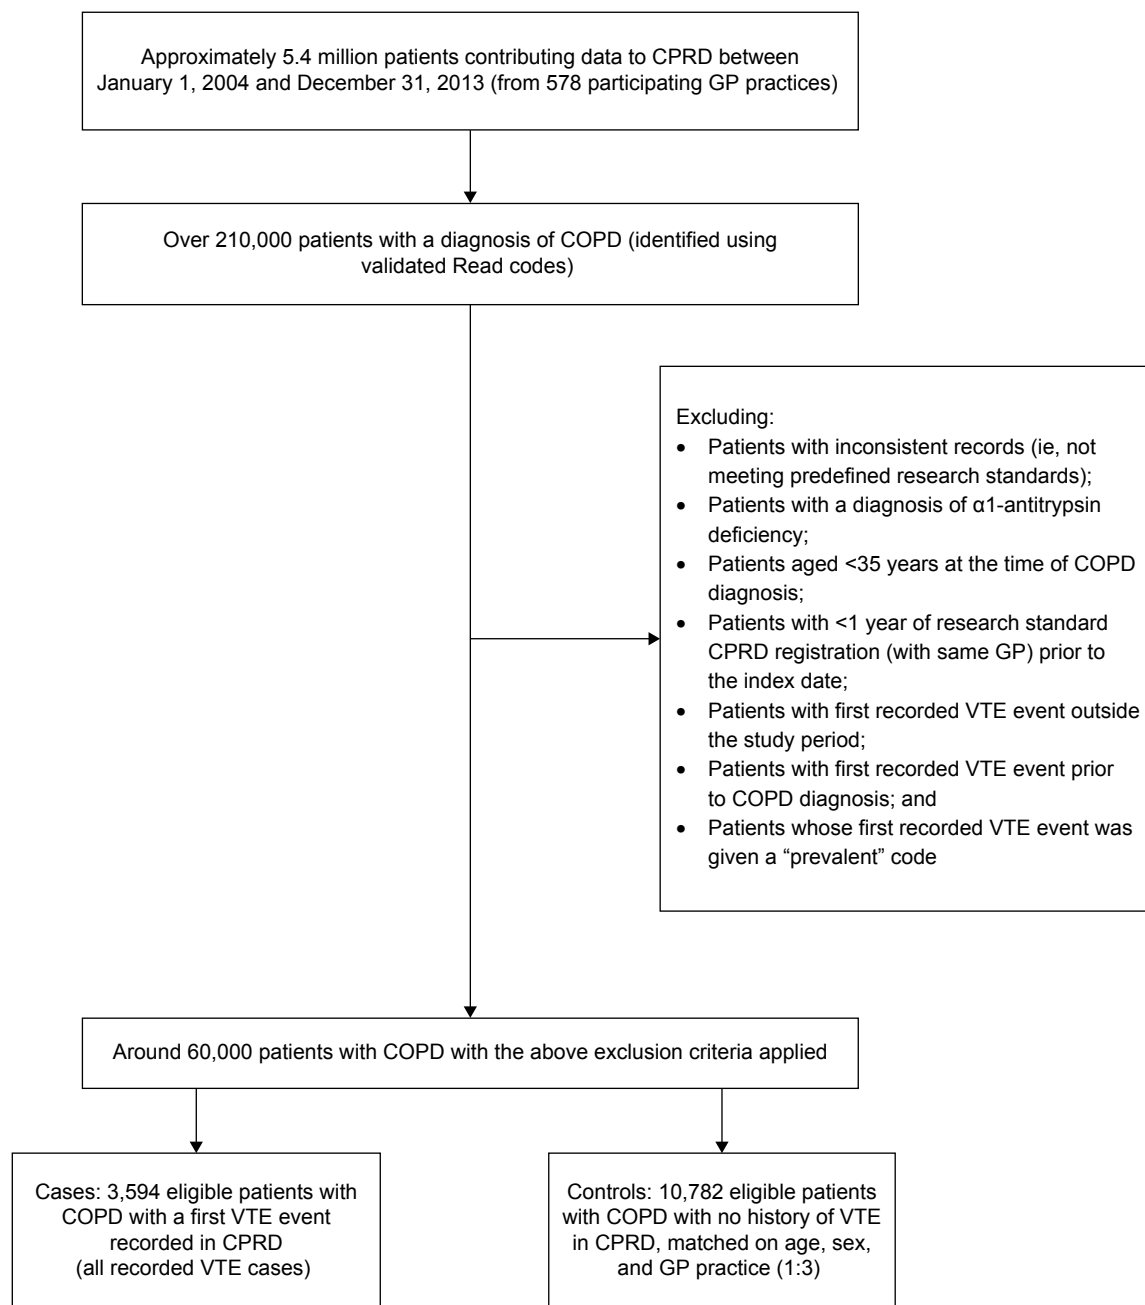 Approximately 5.4 million patients contributing data to CPRD between
January 1, 2004 and December 31, 2013 (from 578 participating GP practices)
Over 210,000 patients with a diagnosis of COPD (identified using
validated Read codes)
Excluding:
• Patients with inconsistent records (ie, not
meeting predefined research standards);
• Patients with a diagnosis of α1-antitrypsin
deficiency;
• Patients aged <35 years at the time of COPD
diagnosis;
• Patients with <1 year of research standard
CPRD registration (with same GP) prior to
the index date;
• Patients with first recorded VTE event outside
the study period;
• Patients with first recorded VTE event prior
to COPD diagnosis; and
• Patients whose first recorded VTE event was
given a “prevalent” code
Around 60,000 patients with COPD with the above exclusion criteria applied
Cases: 3,594 eligible patients with
COPD with a first VTE event
recorded in CPRD
(all recorded VTE cases)
Controls: 10,782 eligible patients
with COPD with no history of VTE
in CPRD, matched on age, sex,
and GP practice (1:3)